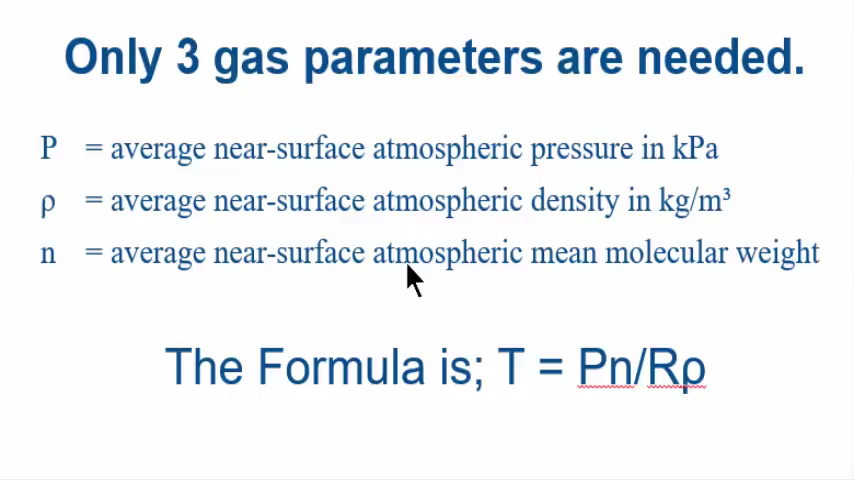 Only 3 gas parameters are needed.
P = average near-surface atmospheric pressure in kPa
ρ = average near-surface atmospheric density in kg/m³
n = average near-surface atmospheric mean molecular weight
The Formula is; T = Pn/Rρ